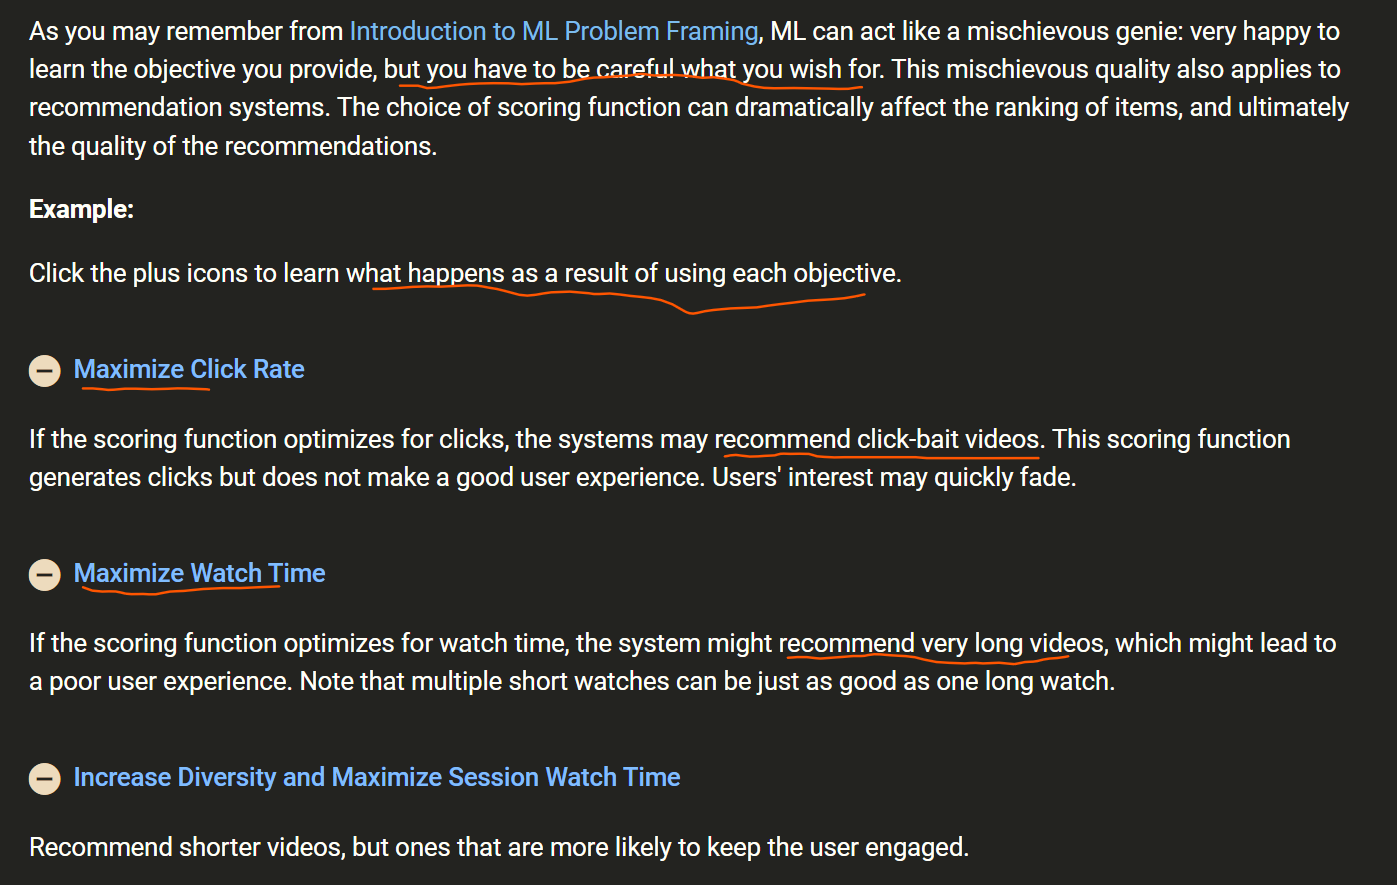 As you may remember from Introduction to ML Problem Framing, ML can act like a mischievous genie: very happy to
learn the objective you provide, but you have to be careful what you wish for. This mischievous quality also applies to
recommendation systems. The choice of scoring function can dramatically affect the ranking of items, and ultimately
the quality of the recommendations.
Example:
Click the plus icons to learn what happens as a result of using each objective.
Maximize Click Rate
If the scoring function optimizes for clicks, the systems may recommend click-bait videos. This scoring function
generates clicks but does not make a good user experience. Users' interest may quickly fade.
Maximize Watch Time
If the scoring function optimizes for watch time, the system might recommend very long videos, which might lead to
a poor user experience. Note that multiple short watches can be just as good as one long watch.
Increase Diversity and Maximize Session Watch Time
Recommend shorter videos, but ones that are more likely to keep the user engaged.